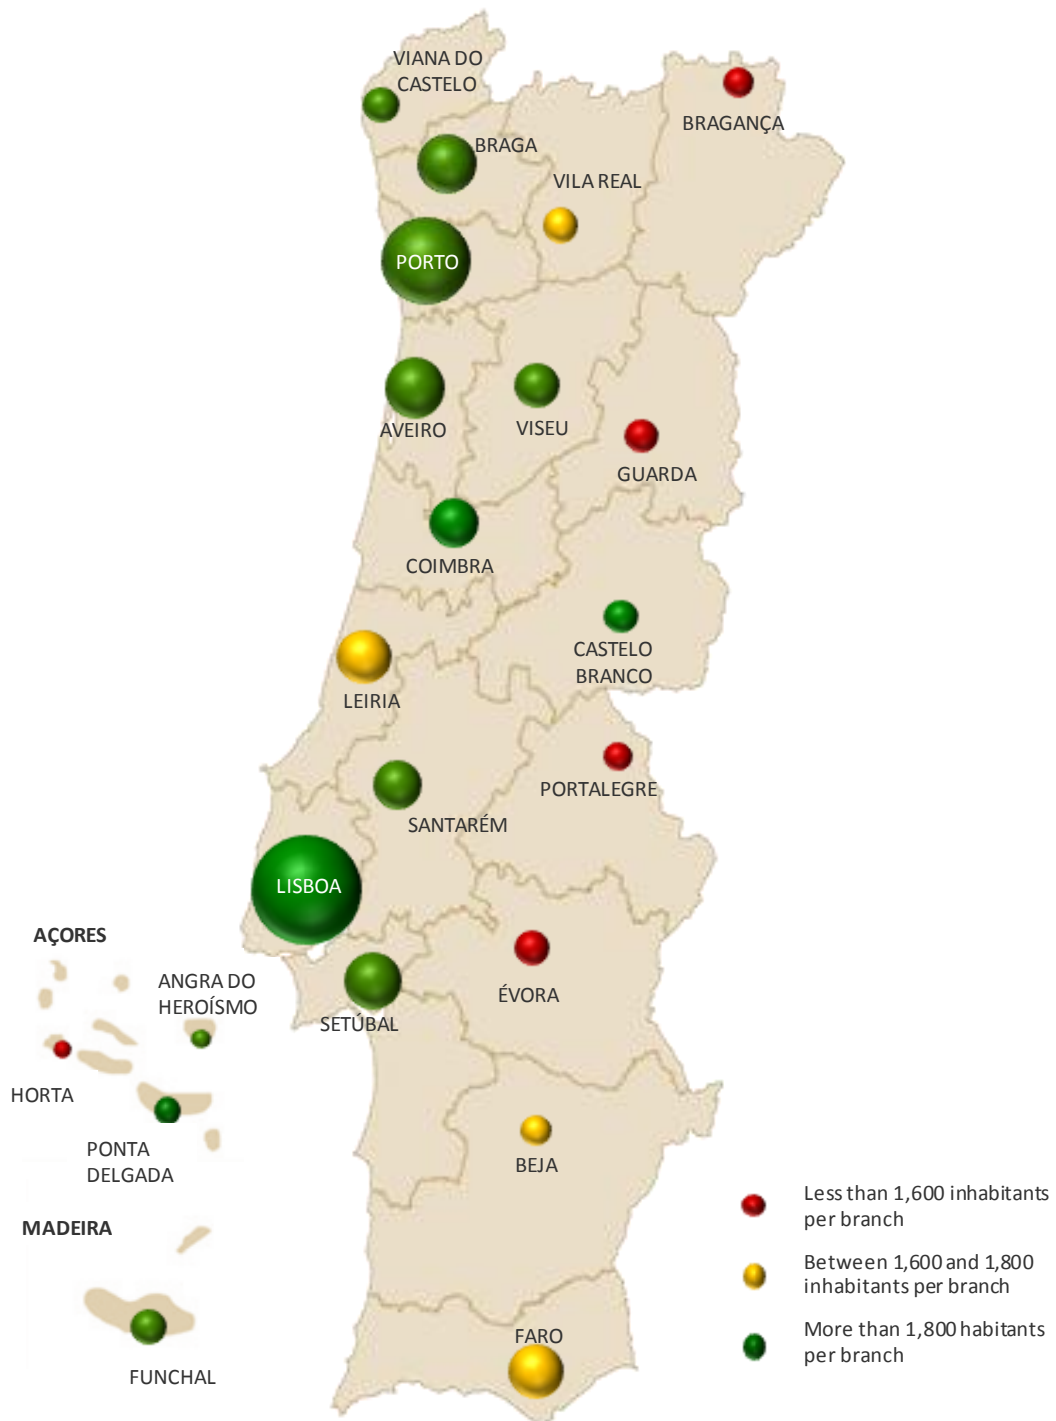 VIANA DO
CASTELO
BRAGANÇA
BRAGA
VILA REAL
PORTO
AVEIRO
VISEU
GUARDA
COIMBRA
CASTELO
BRANCO
LEIRIA
PORTALEGRE
SANTARÉM
LISBOA
AÇORES
ANGRA DO
HEROÍSMO
ÉVORA
SETÚBAL
HORTA
PONTA
DELGADA
BEJA
MADEIRA
FUNCHAL
FARO
Less than 1,600 inhabitants
per branch
Between 1,600 and 1,800
inhabitants per branch
More than 1,800 habitants
per branch